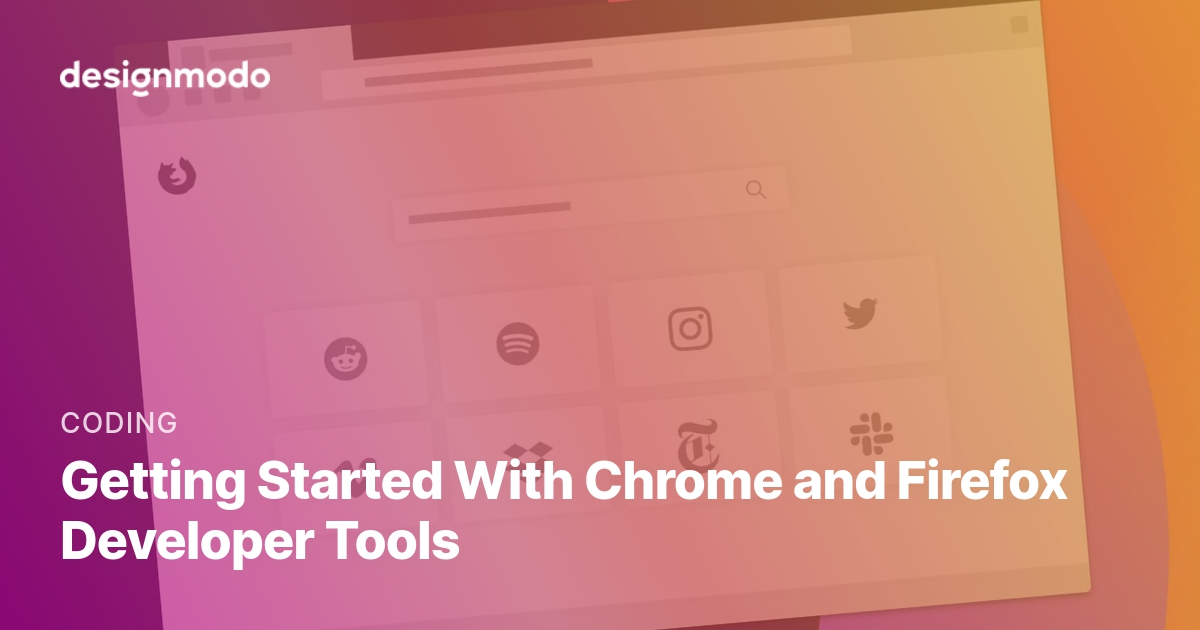 designmodo
CODING
Getting Started With Chrome and Firefox
Developer Tools